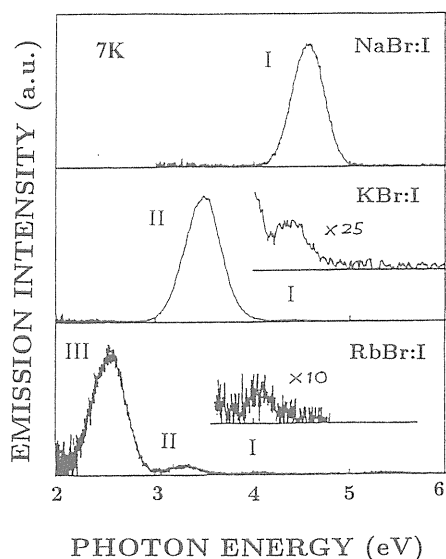 EMISSION INTENSITY (a.u.)
7K
I
NaBr:I
II
KBr:I
×25
I
III
RbBr:I
×10
II
I
2 3 4 5 6
PHOTON ENERGY (eV)